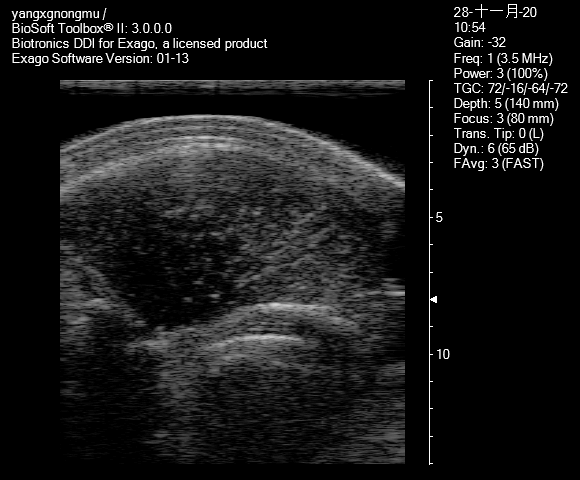 yangxgnongmu /
BioSoft Toolbox® II: 3.0.0.0
Biotronics DDI for Exago, a licensed product
Exago Software Version: 01-13
28-十一月-20
10:54
Gain: -32
Freq: 1 (3.5 MHz)
Power: 3 (100%)
TGC: 72/-16/-64/-72
Depth: 5 (140 mm)
Focus: 3 (80 mm)
Trans. Tip: 0 (L)
Dyn.: 6 (65 dB)
FAvg: 3 (FAST)
5
10